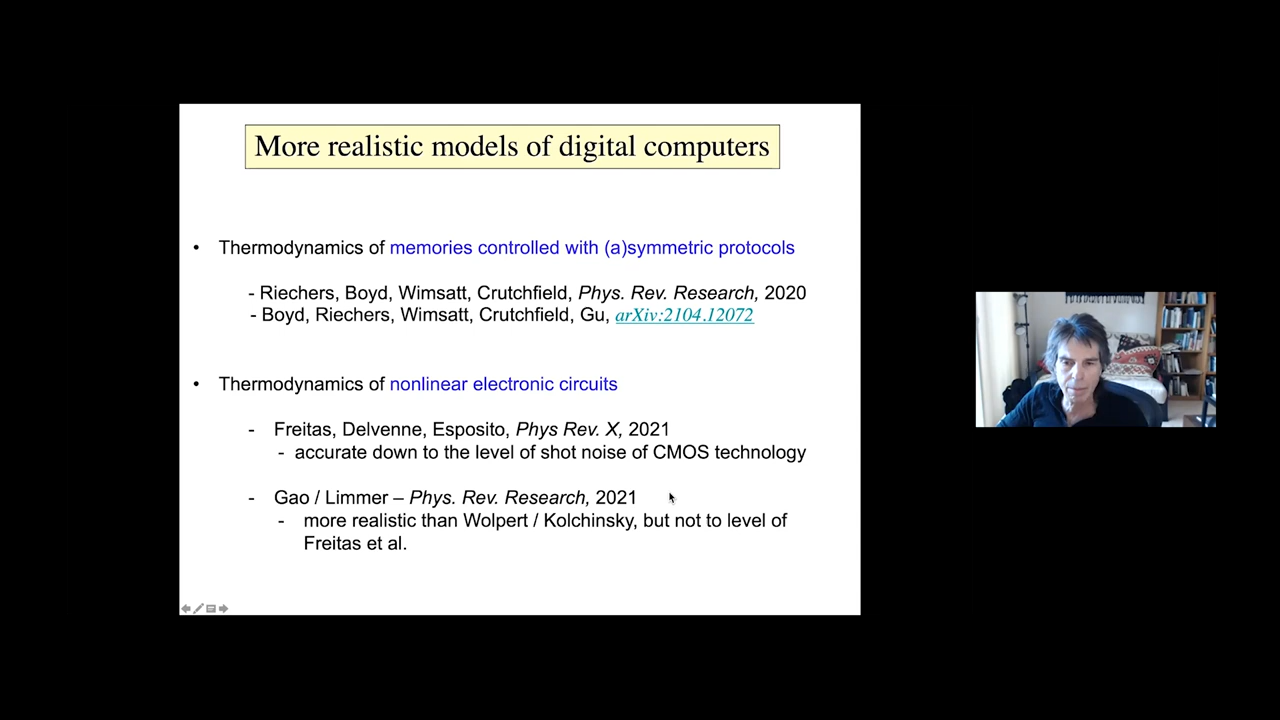 More realistic models of digital computers
• Thermodynamics of memories controlled with (a)symmetric protocols
- Riechers, Boyd, Wimsatt, Crutchfield, Phys. Rev. Research, 2020
- Boyd, Riechers, Wimsatt, Crutchfield, Gu, arXiv:2104.12072
• Thermodynamics of nonlinear electronic circuits
- Freitas, Delvenne, Esposito, Phys Rev. X, 2021
- accurate down to the level of shot noise of CMOS technology
- Gao / Limmer – Phys. Rev. Research, 2021
- more realistic than Wolpert / Kolchinsky, but not to level of
Freitas et al.